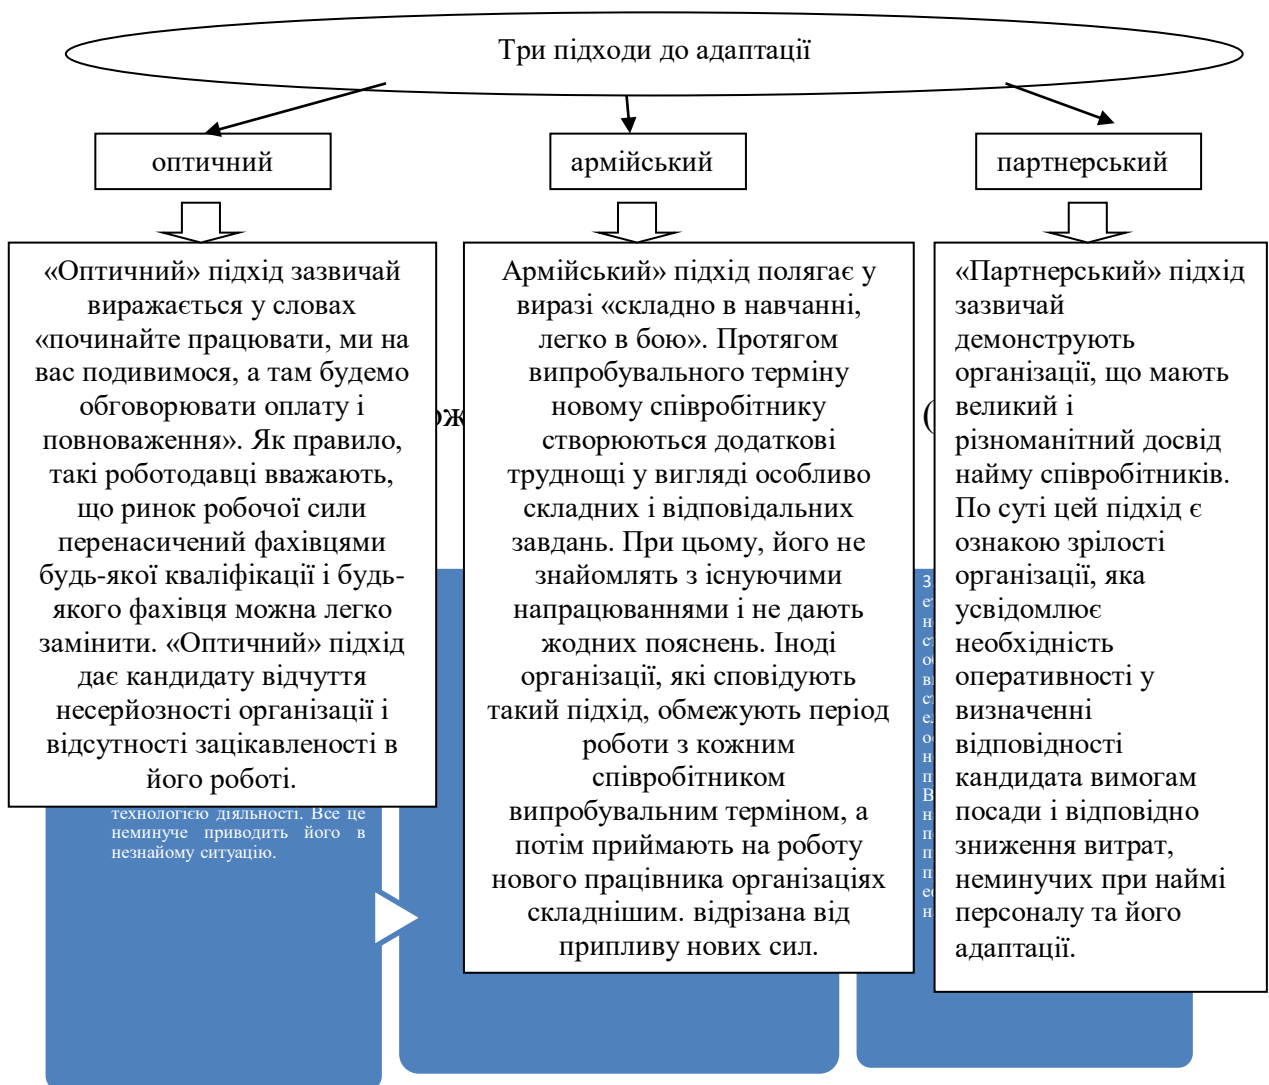 Три підходи до адаптації
оптичний
армійський
партнерський
«Оптичний» підхід зазвичай
виражається у словах
«починайте працювати, ми на
вас подивимося, а там будемо
обговорювати оплату і
повноваження». Як правило,
такі роботодавці вважають,
що ринок робочої сили
перенасичений фахівцями
будь-якої кваліфікації і будь-
якого фахівця можна легко
замінити. «Оптичний» підхід
дає кандидату відчуття
несерйозності організації і
відсутності зацікавленості в
його роботі.
Армійський» підхід полягає у
виразі «складно в навчанні,
легко в бою». Протягом
випробувального терміну
новому співробітнику
створюються додаткові
труднощі у вигляді особливо
складних і відповідальних
завдань. При цьому, його не
знайомлять з існуючими
напрацюваннями і не дають
жодних пояснень. Іноді
організації, які сповідують
такий підхід, обмежують період
роботи з кожним
співробітником
випробувальним терміном, а
потім приймають на роботу
нового працівника організаціях
складнішим. відрізана від
припливу нових сил.
«Партнерський» підхід
зазвичай
демонструють
організації, що мають
великий і
різноманітний досвід
найму співробітників.
По суті цей підхід є
ознакою зрілості
організації, яка
усвідомлює
необхідність
оперативності у
визначенні
відповідності
кандидата вимогам
посади і відповідно
зниження витрат,
неминучих при наймі
персоналу та його
адаптації.
технологією діяльності. Все це
неминуче приводить його в
незнайому ситуацію.